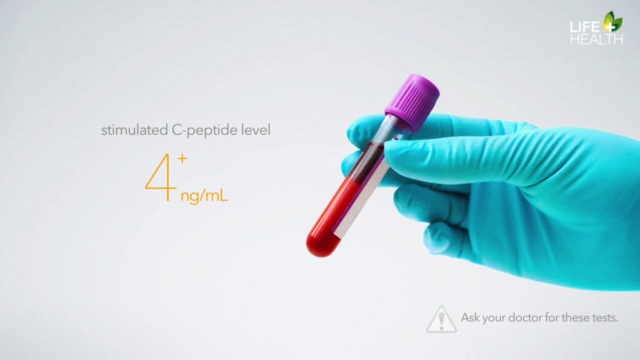 LIFE+
HEALTH
stimulated C-peptide level
4+
ng/mL
Ask your doctor for these tests.